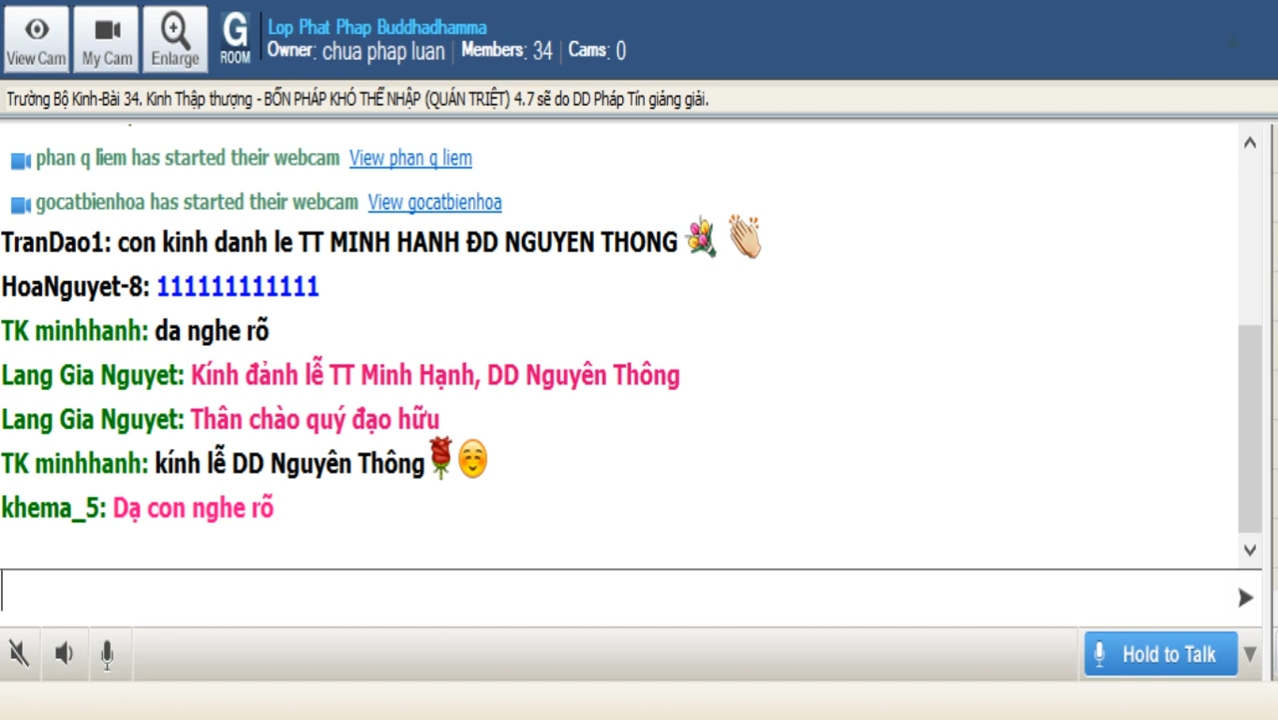 View Cam
My Cam
Enlarge
G
ROOM
Lop Phat Phap Buddhadhamma
Owner: chua phap luan | Members: 34 | Cams: 0
Trường Bộ Kinh-Bài 34. Kinh Thập thượng - BỐN PHÁP KHÓ THỂ NHẬP (QUÁN TRIỆT) 4.7 sẽ do DD Pháp Tín giảng giải.
phan q liem has started their webcam View phan q liem
gocatbienhoa has started their webcam View gocatbienhoa
TranDao1: con kinh danh le TT MINH HANH ĐD NGUYEN THONG
HoaNguyet-8: 111111111111
TK minhhanh: da nghe rõ
Lang Gia Nguyet: Kính đảnh lễ TT Minh Hạnh, DD Nguyên Thông
Lang Gia Nguyet: Thân chào quý đạo hữu
TK minhhanh: kính lễ DD Nguyên Thông
khema_5: Dạ con nghe rõ
Hold to Talk